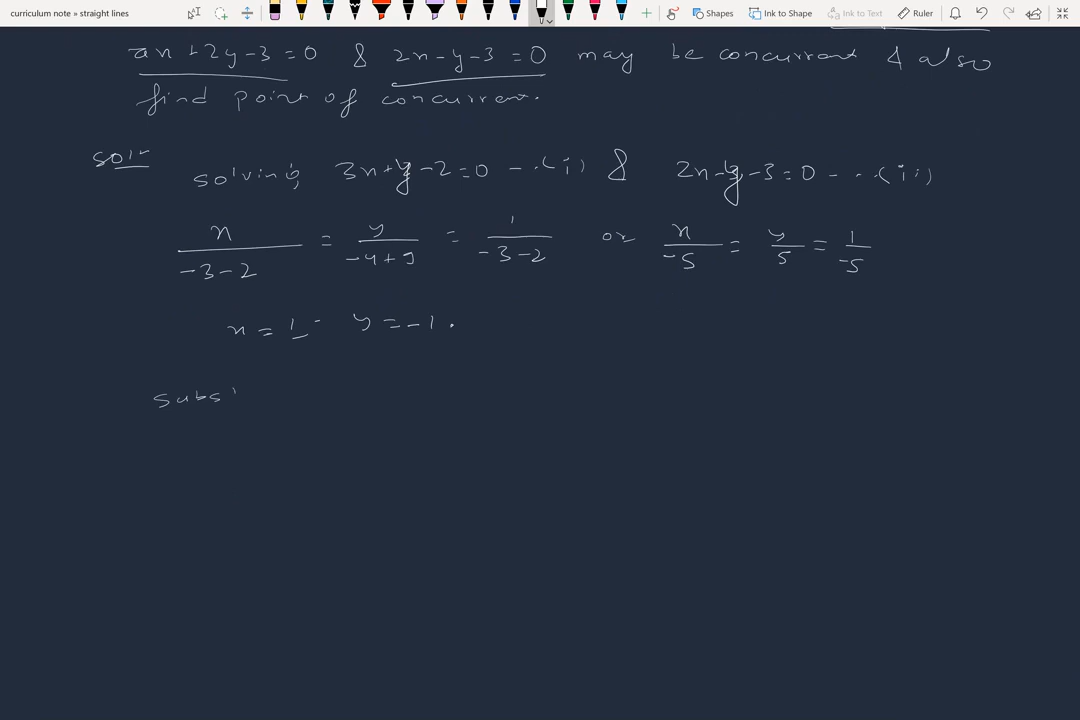 curriculum note » straight lines
Shapes Ink to Shape Ink to Text Ruler
ax + 2y - 3 = 0 & 2x - y - 3 = 0 may be concurrent & also
find point of concurrent.
Soln
solving 3x + y - 2 = 0 - .. (i) & 2x - y - 3 = 0 - .. (ii)
x/(-3-2) = y/(-4+9) = 1/(-3-2) or x/-5 = y/5 = 1/-5
x = 1 y = -1 .
subs